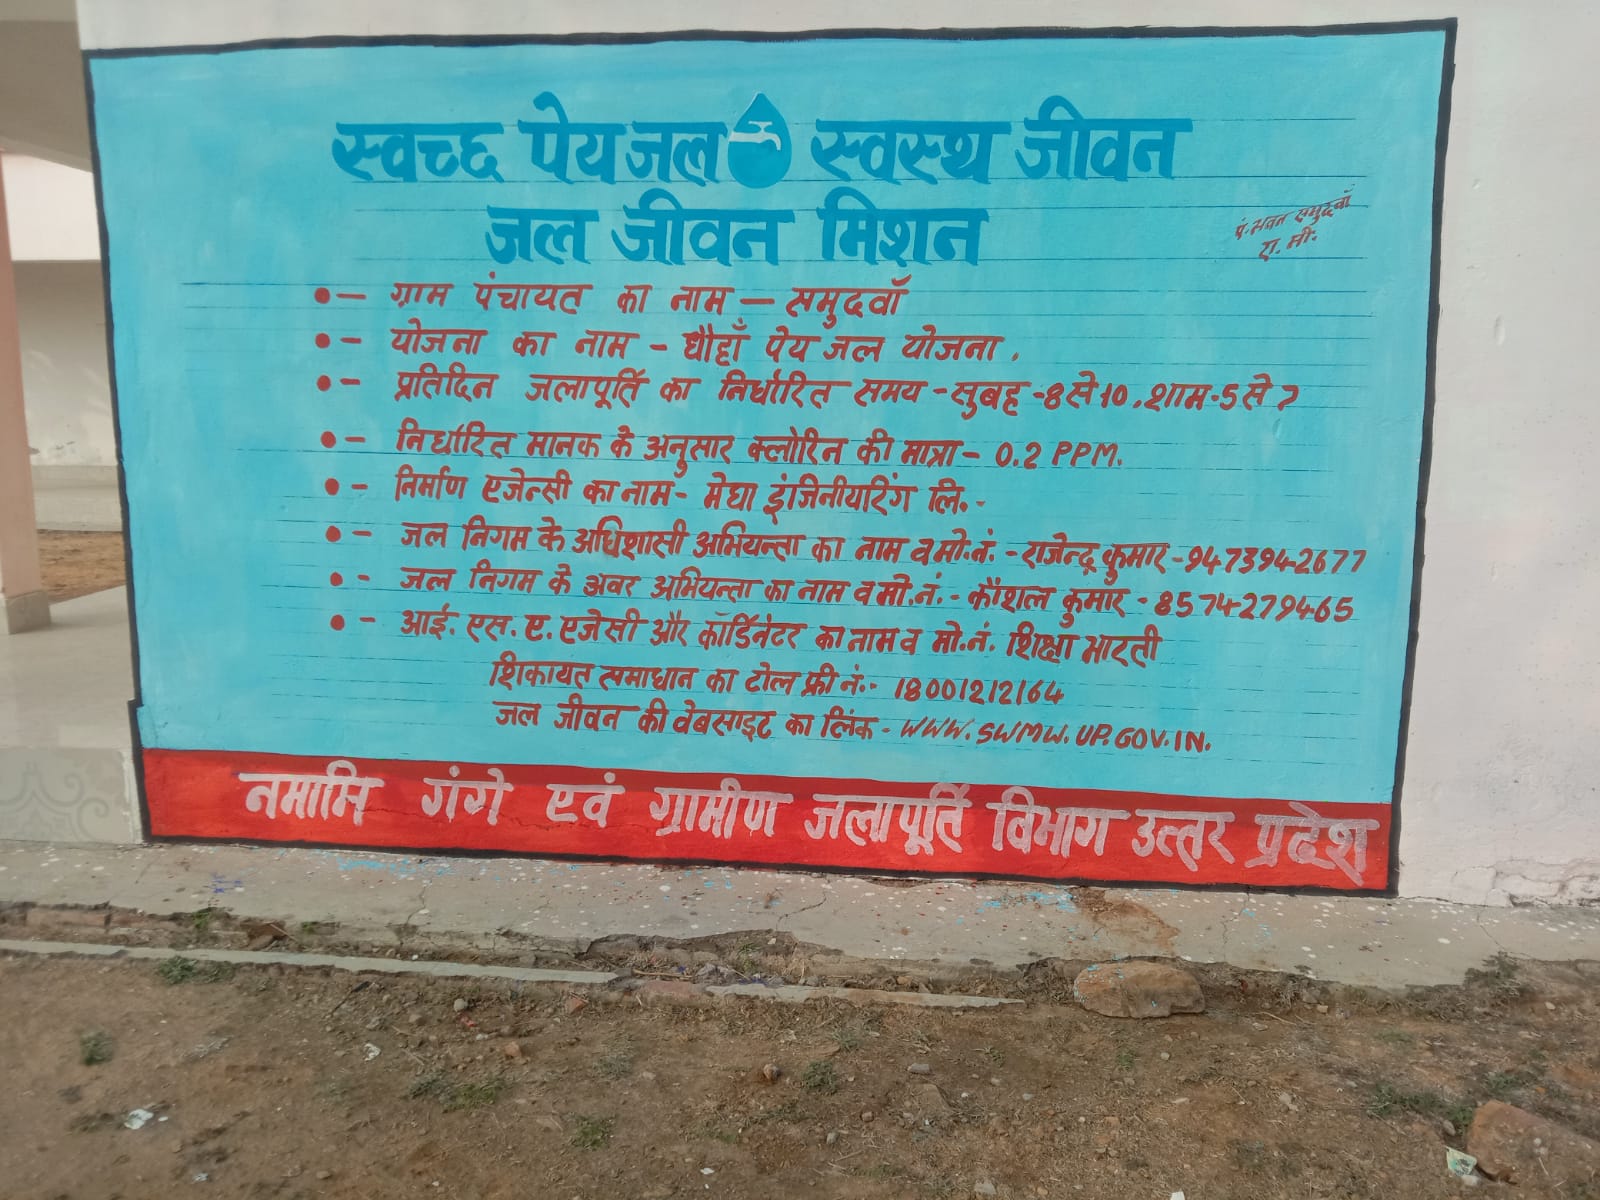 स्वच्छ पेयजल स्वस्थ जीवन
जल जीवन मिशन
पं. भवन समुदवॉ
रा. मी.
•— ग्राम पंचायत का नाम — समुदवॉ
•– योजना का नाम – धौहाँ पेय जल योजना .
•– प्रतिदिन जलापूर्ति का निर्धारित समय - सुबह -8 से 10 , शाम-5 से 7
•– निर्धारित मानक के अनुसार क्लोरिन की मात्रा – 0.2 PPM.
•– निर्माण एजेन्सी का नाम- मेघा इंजिनीयरिंग लि.-
•– जल निगम के अधिशासी अभियन्ता का नाम व मो.नं. - राजेन्द्र कुमार - 9473942677
•- जल निगम के अवर अभियन्ता का नाम व मो.नं. - कौशल कुमार - 8574279465
•- आई. एस. ए. एजेसी और कॉर्डिनेटर का नाम व मो.नं. शिक्षा भारती
शिकायत समाधान का टोल फ्री नं.- 18001212164
जल जीवन की वेबसाइट का लिंक - WWW.SWMW.UP.GOV.IN.
नमामि गंगे एवं ग्रामीण जलापूर्ति विभाग उत्तर प्रदेश